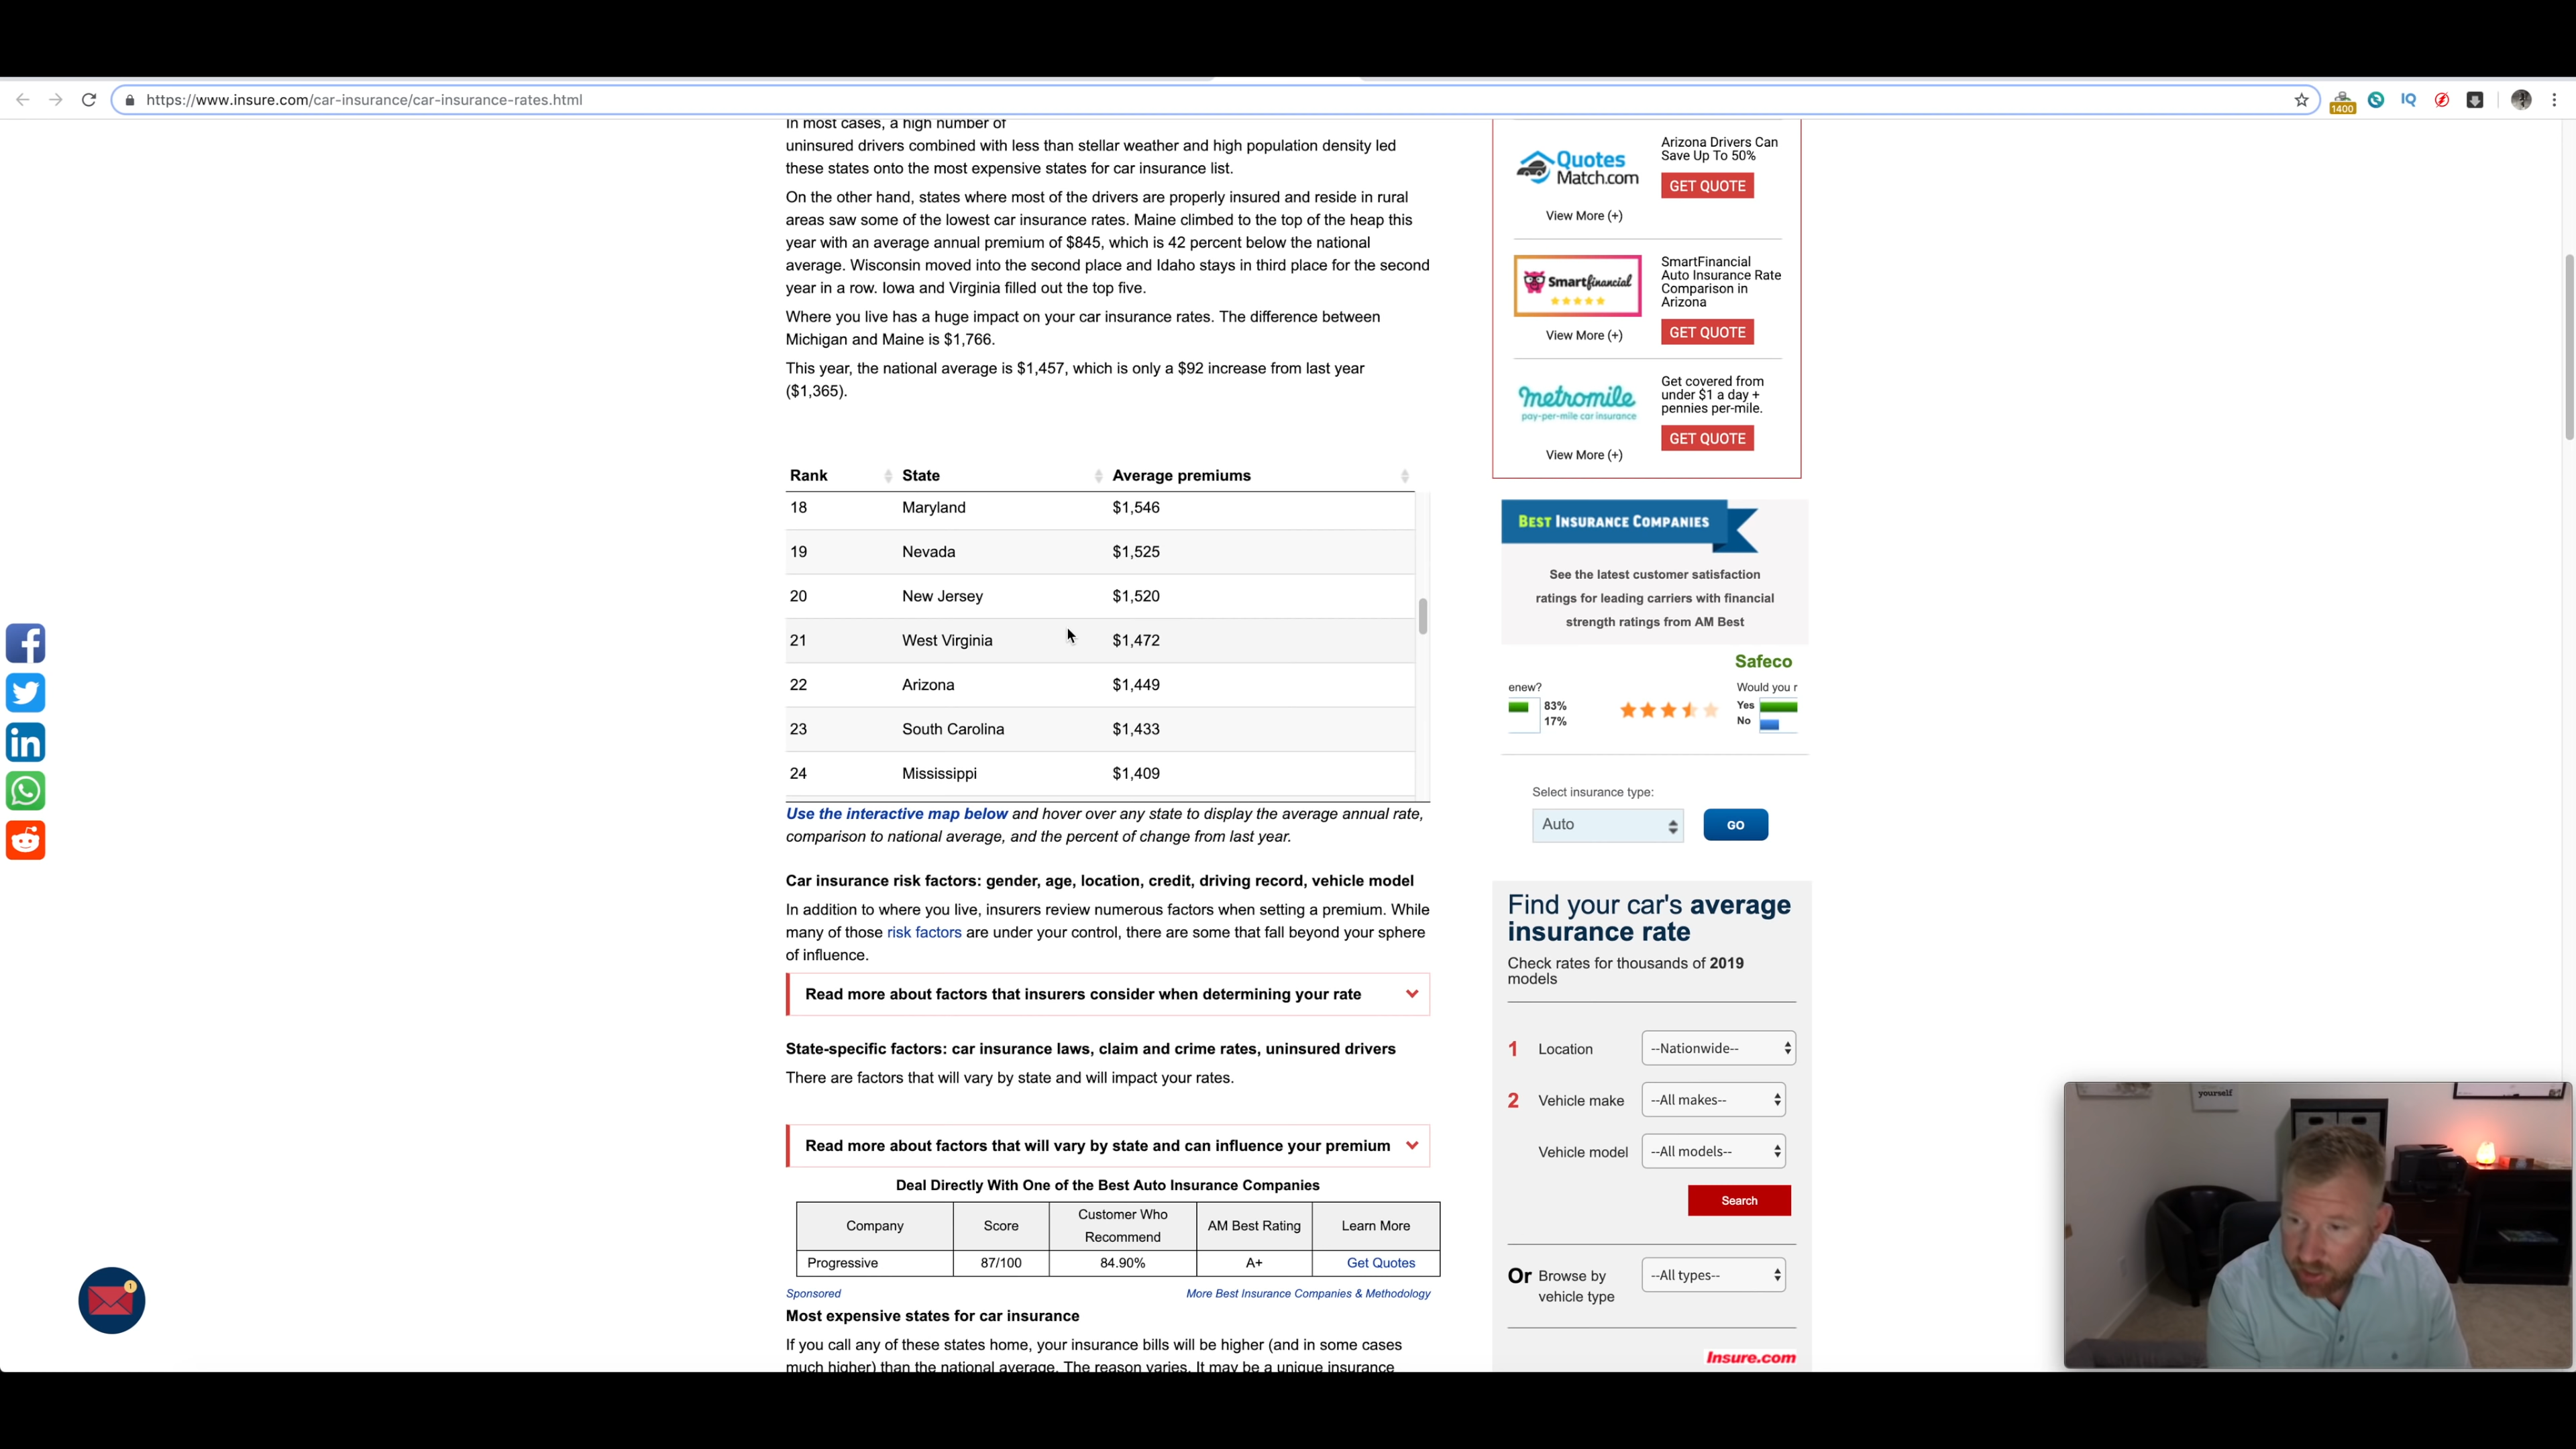 https://www.insure.com/car-insurance/car-insurance-rates.html
1400
IQ
In most cases, a high number of
uninsured drivers combined with less than stellar weather and high population density led
these states onto the most expensive states for car insurance list.
On the other hand, states where most of the drivers are properly insured and reside in rural
areas saw some of the lowest car insurance rates. Maine climbed to the top of the heap this
year with an average annual premium of $845, which is 42 percent below the national
average. Wisconsin moved into the second place and Idaho stays in third place for the second
year in a row. Iowa and Virginia filled out the top five.
Where you live has a huge impact on your car insurance rates. The difference between
Michigan and Maine is $1,766.
This year, the national average is $1,457, which is only a $92 increase from last year
($1,365).
Rank State Average premiums
18 Maryland $1,546
19 Nevada $1,525
20 New Jersey $1,520
21 West Virginia $1,472
22 Arizona $1,449
23 South Carolina $1,433
24 Mississippi $1,409
Use the interactive map below and hover over any state to display the average annual rate,
comparison to national average, and the percent of change from last year.
Car insurance risk factors: gender, age, location, credit, driving record, vehicle model
In addition to where you live, insurers review numerous factors when setting a premium. While
many of those risk factors are under your control, there are some that fall beyond your sphere
of influence.
Read more about factors that insurers consider when determining your rate
State-specific factors: car insurance laws, claim and crime rates, uninsured drivers
There are factors that will vary by state and will impact your rates.
Read more about factors that will vary by state and can influence your premium
Deal Directly With One of the Best Auto Insurance Companies
Company Score Customer Who Recommend AM Best Rating Learn More
Progressive 87/100 84.90% A+ Get Quotes
Sponsored More Best Insurance Companies & Methodology
Most expensive states for car insurance
If you call any of these states home, your insurance bills will be higher (and in some cases
much higher) than the national average. The reason varies. It may be a unique insurance
Quotes
Match.com
View More (+)
Arizona Drivers Can
Save Up To 50%
GET QUOTE
Smartfinancial
View More (+)
SmartFinancial
Auto Insurance Rate
Comparison in
Arizona
GET QUOTE
metromile
pay-per-mile car insurance
View More (+)
Get covered from
under $1 a day +
pennies per-mile.
GET QUOTE
BEST INSURANCE COMPANIES
See the latest customer satisfaction
ratings for leading carriers with financial
strength ratings from AM Best
Safeco
enew? Would you r
83% Yes
17% No
Select insurance type:
Auto GO
Find your car's average
insurance rate
Check rates for thousands of 2019
models
1 Location --Nationwide--
2 Vehicle make --All makes--
Vehicle model --All models--
Search
Or Browse by --All types--
vehicle type
Insure.com
1
yourself